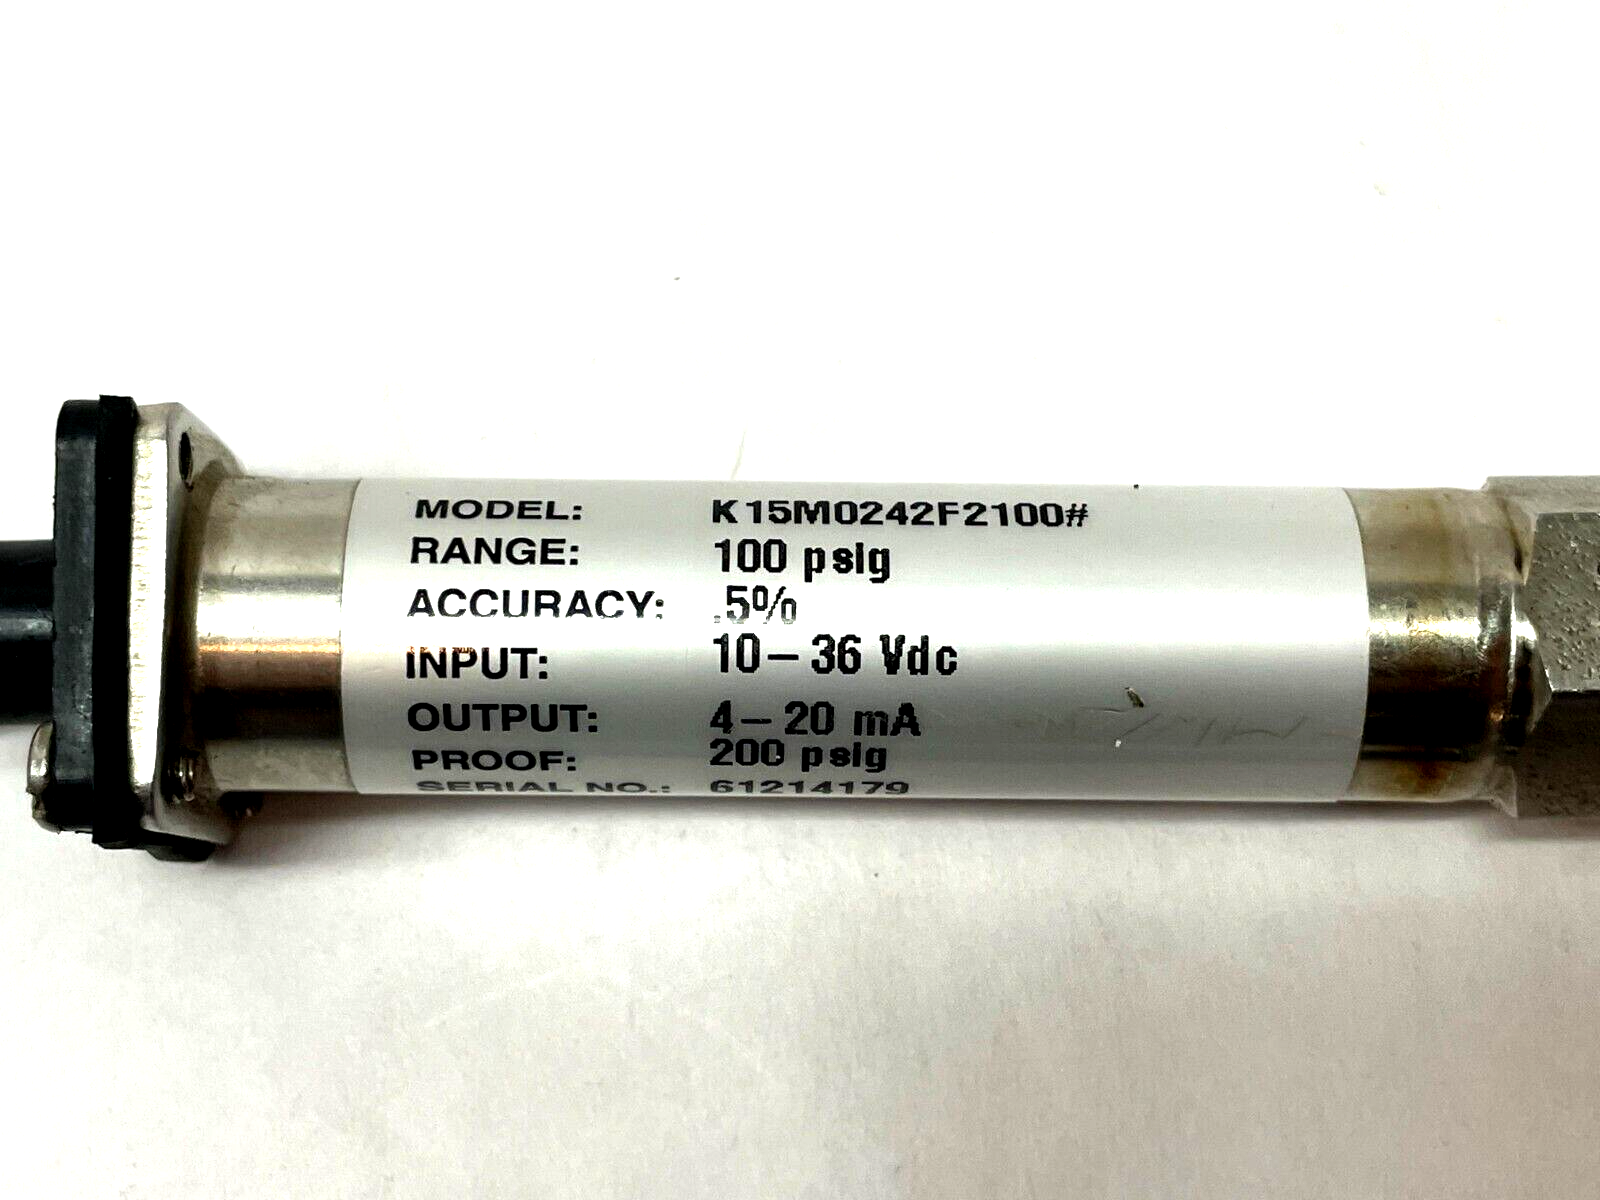 MODEL: K15M0242F2100#
RANGE: 100 psig
ACCURACY: .5%
INPUT: 10-36 Vdc
OUTPUT: 4-20 mA
PROOF: 200 psig
SERIAL NO.: 61214179